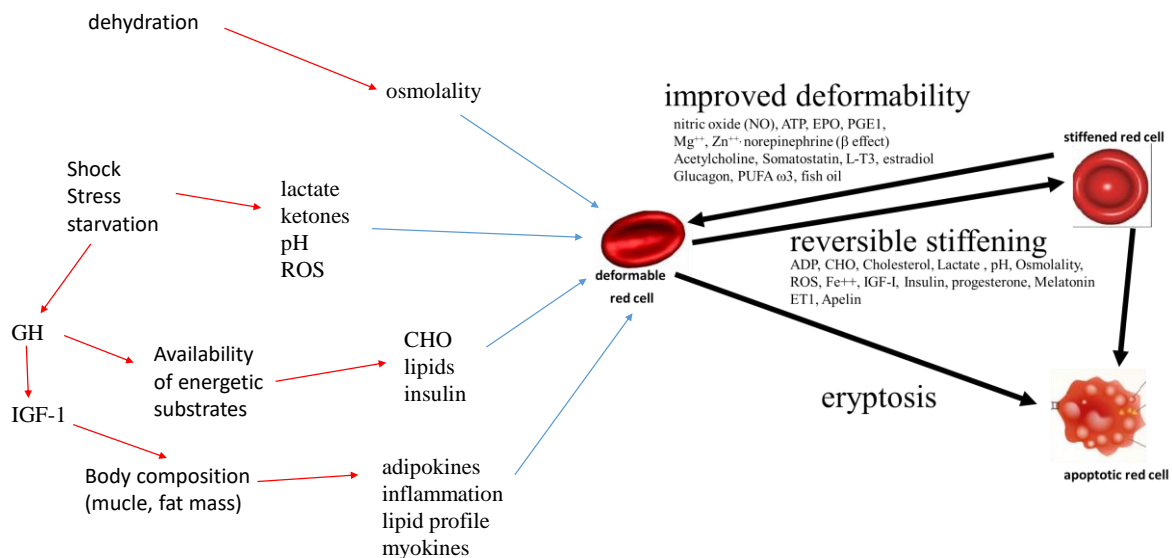 dehydration
osmolality
improved deformability
nitric oxide (NO), ATP, EPO, PGE1,
Mg⁺⁺, Zn⁺⁺, norepinephrine (β effect)
Acetylcholine, Somatostatin, L-T3, estradiol
Glucagon, PUFA ω3, fish oil
stiffened red cell
Shock
Stress
starvation
lactate
ketones
pH
ROS
deformable
red cell
reversible stiffening
ADP, CHO, Cholesterol, Lactate , pH, Osmolality,
ROS, Fe++, IGF-I, Insulin, progesterone, Melatonin
ET1, Apelin
GH
Availability
of energetic
substrates
CHO
lipids
insulin
IGF-1
eryptosis
Body composition
(mucle, fat mass)
adipokines
inflammation
lipid profile
myokines
apoptotic red cell